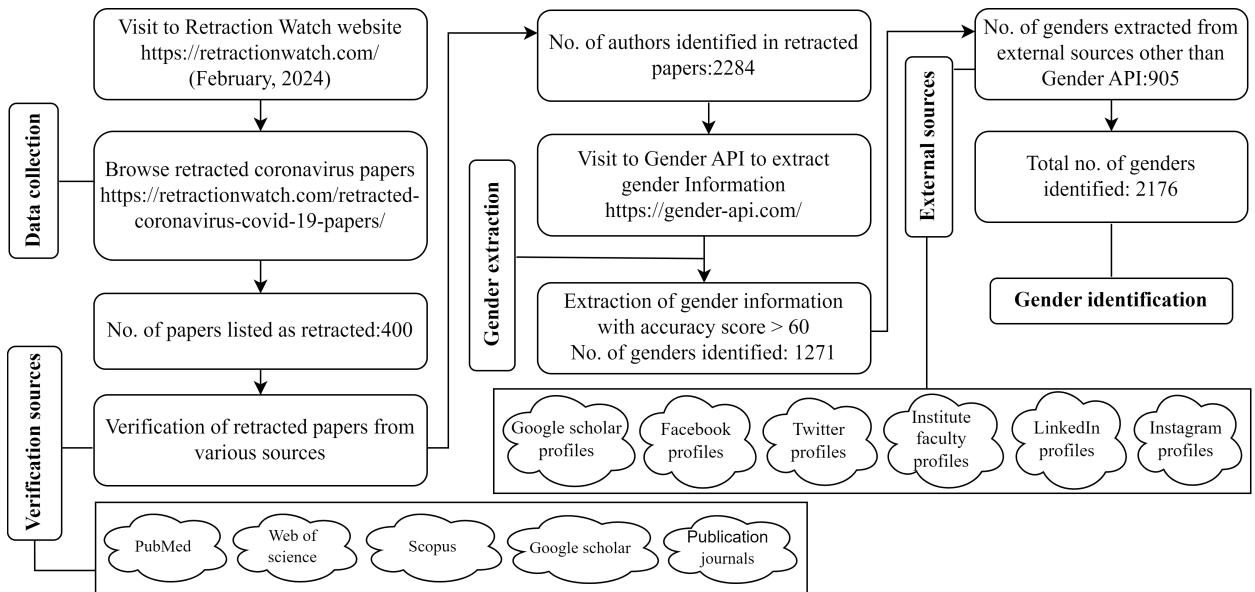 Visit to Retraction Watch website
https://retractionwatch.com/
(February, 2024)
Data collection
Browse retracted coronavirus papers
https://retractionwatch.com/retracted-
coronavirus-covid-19-papers/
No. of papers listed as retracted:400
Verification sources
Verification of retracted papers from
various sources
PubMed
Web of
science
Scopus
Google scholar
Publication
journals
No. of authors identified in retracted
papers:2284
Visit to Gender API to extract
gender Information
https://gender-api.com/
Gender extraction
Extraction of gender information
with accuracy score > 60
No. of genders identified: 1271
No. of genders extracted from
external sources other than
Gender API:905
External sources
Google scholar
profiles
Facebook
profiles
Twitter
profiles
Institute
faculty
profiles
LinkedIn
profiles
Instagram
profiles
Total no. of genders
identified: 2176
Gender identification